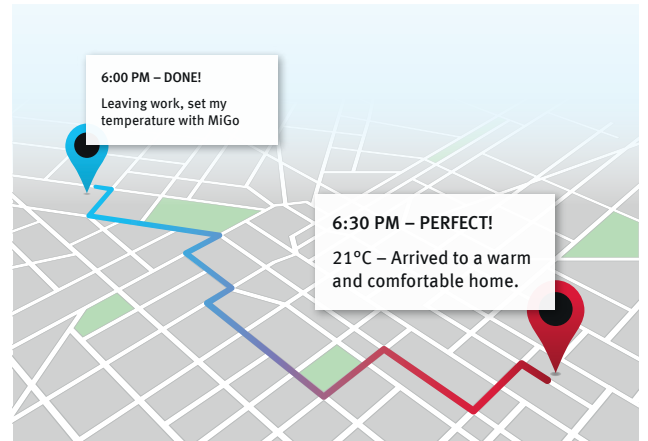 6:00 PM – DONE!
Leaving work, set my
temperature with MiGo
6:30 PM – PERFECT!
21°C – Arrived to a warm
and comfortable home.